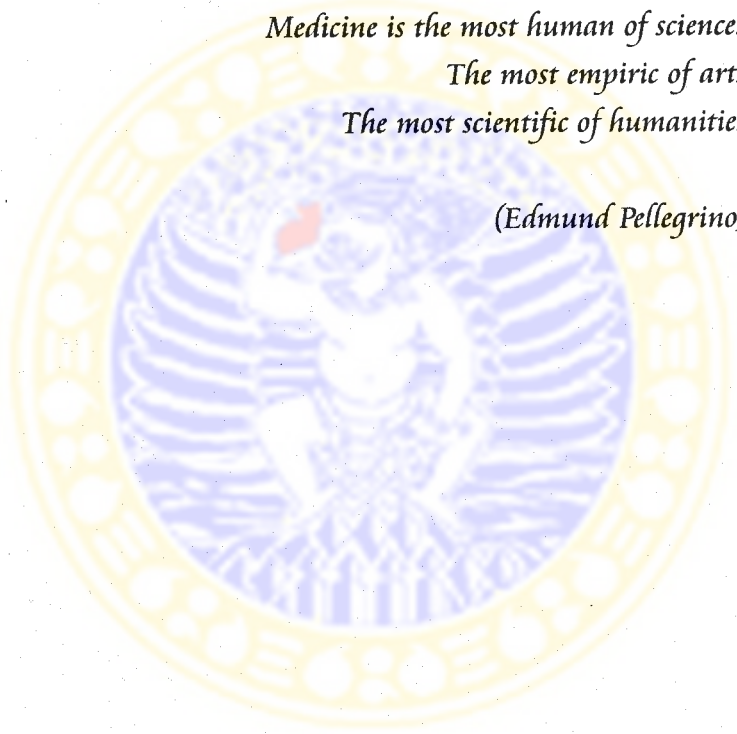 Medicine is the most human of science
The most empiric of art
The most scientific of humanitie
(Edmund Pellegrino